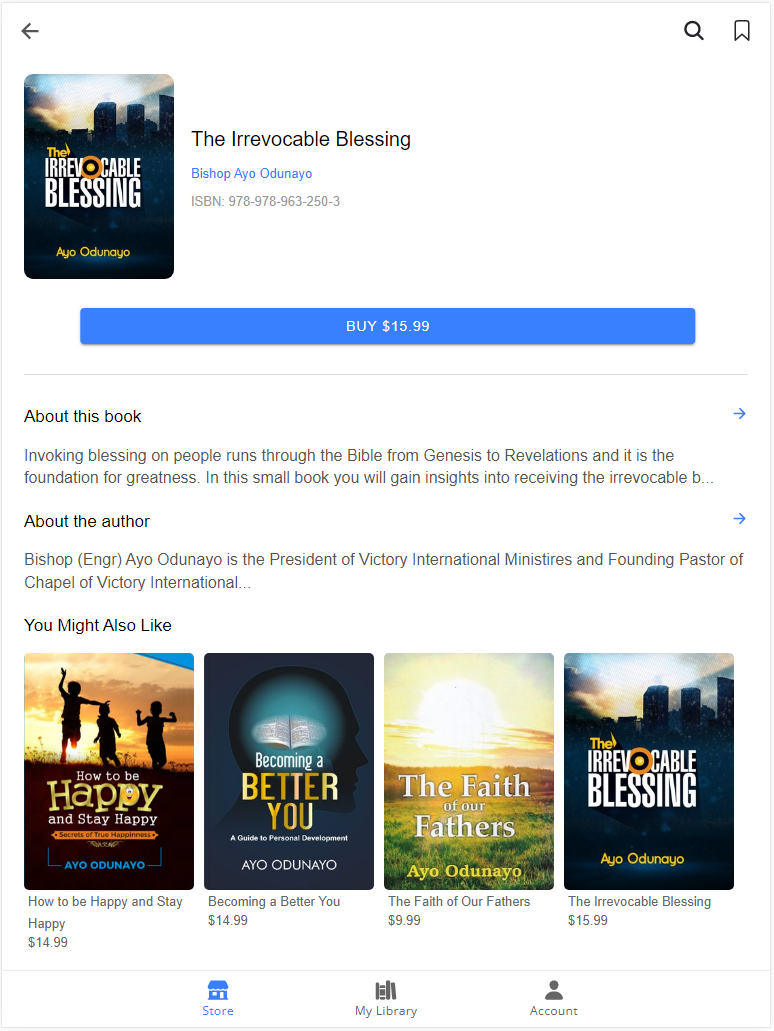 The
IRREVOCABLE
BLESSING
Ayo Odunayo
The Irrevocable Blessing
Bishop Ayo Odunayo
ISBN: 978-978-963-250-3
BUY $15.99
About this book
Invoking blessing on people runs through the Bible from Genesis to Revelations and it is the
foundation for greatness. In this small book you will gain insights into receiving the irrevocable b...
About the author
Bishop (Engr) Ayo Odunayo is the President of Victory International Ministires and Founding Pastor of
Chapel of Victory International...
You Might Also Like
How to be
Happy
and Stay Happy
Secrets of True Happinness
AYO ODUNAYO
Becoming a
BETTER
YOU
A Guide to Personal Development
AYO ODUNAYO
The Faith
of our
Fathers
Ayo Odunayo
The
IRREVOCABLE
BLESSING
Ayo Odunayo
How to be Happy and Stay
Happy
$14.99
Becoming a Better You
$14.99
The Faith of Our Fathers
$9.99
The Irrevocable Blessing
$15.99
Store
My Library
Account